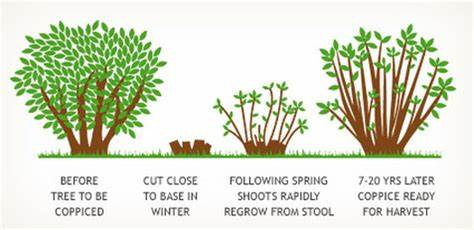 BEFORE
TREE TO BE
COPPICED
CUT CLOSE
TO BASE IN
WINTER
FOLLOWING SPRING
SHOOTS RAPIDLY
REGROW FROM STOOL
7-20 YRS LATER
COPPICE READY
FOR HARVEST